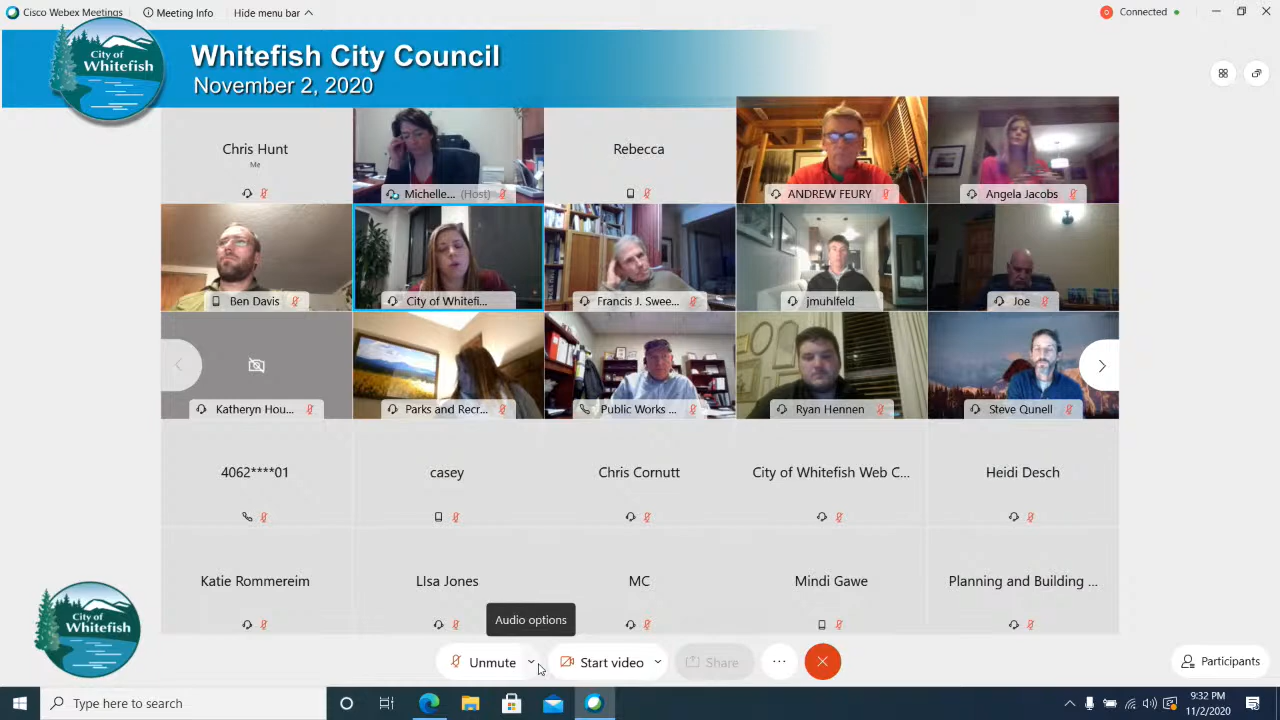 Cisco Webex Meetings
Meeting Info
Hide menu bar
Connected
City of
Whitefish
Whitefish City Council
November 2, 2020
Chris Hunt
Me
Michelle... (Host)
Rebecca
ANDREW FEURY
Angela Jacobs
Ben Davis
City of Whitefi...
Francis J. Swee...
jmuhlfeld
Joe
Katheryn Hou...
Parks and Recr...
Public Works ...
Ryan Hennen
Steve Qunell
4062****01
casey
Chris Cornutt
City of Whitefish Web C...
Heidi Desch
Katie Rommereim
LIsa Jones
MC
Mindi Gawe
Planning and Building ...
City of
Whitefish
Audio options
Unmute
Start video
Share
Participants
Type here to search
9:32 PM
11/2/2020